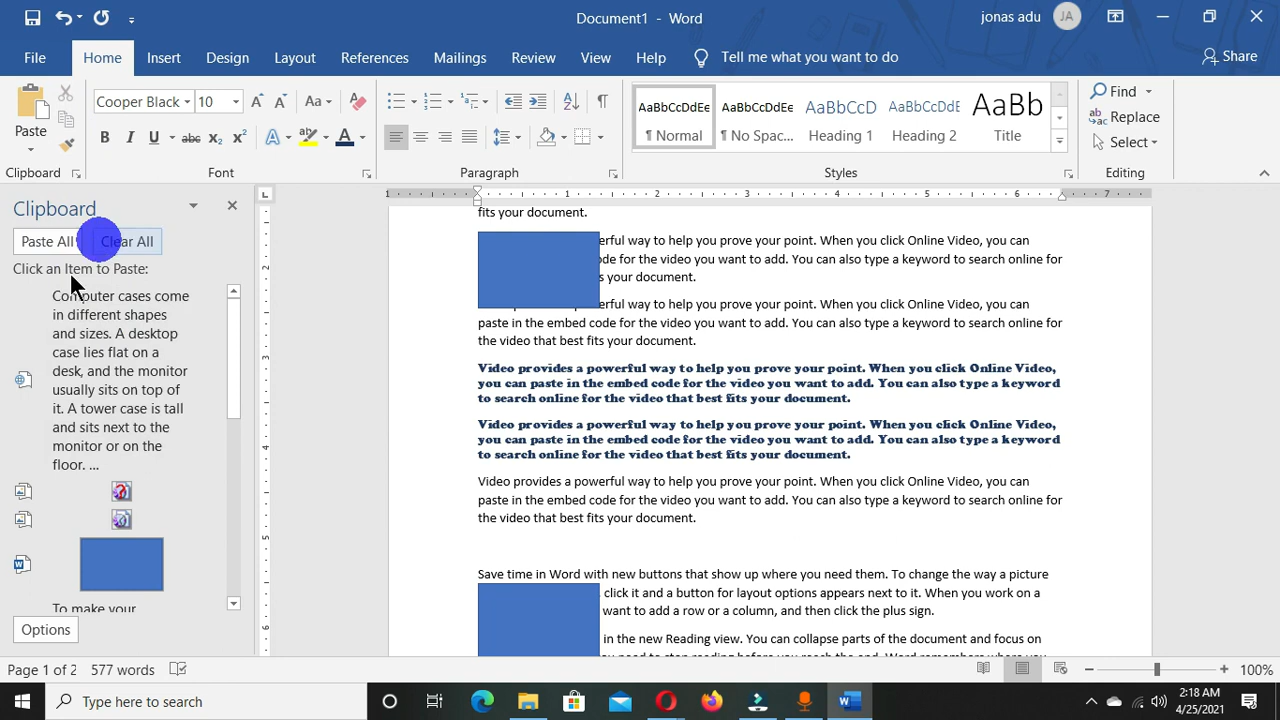 Document1 - Word
jonas adu
JA
File
Home
Insert
Design
Layout
References
Mailings
Review
View
Help
Tell me what you want to do
Share
Paste
Clipboard
Cooper Black
10
Aa
B I U abc x₂ x²
A A
Font
Paragraph
AaBbCcDdEe
¶ Normal
AaBbCcDdEe
¶ No Spac...
AaBbCcD
Heading 1
AaBbCcDdE
Heading 2
AaBb
Title
Styles
Find
Replace
Select
Editing
Clipboard
Paste All
Clear All
Click an Item to Paste:
Computer cases come
in different shapes
and sizes. A desktop
case lies flat on a
desk, and the monitor
usually sits on top of
it. A tower case is tall
and sits next to the
monitor or on the
floor. ...
To make your
Options
1 1 2 3 4 5 6 7
2
3
4
5
6
fits your document.
erful way to help you prove your point. When you click Online Video, you can
ode for the video you want to add. You can also type a keyword to search online for
s your document.
erful way to help you prove your point. When you click Online Video, you can
paste in the embed code for the video you want to add. You can also type a keyword to search online for
the video that best fits your document.
Video provides a powerful way to help you prove your point. When you click Online Video,
you can paste in the embed code for the video you want to add. You can also type a keyword
to search online for the video that best fits your document.
Video provides a powerful way to help you prove your point. When you click Online Video,
you can paste in the embed code for the video you want to add. You can also type a keyword
to search online for the video that best fits your document.
Video provides a powerful way to help you prove your point. When you click Online Video, you can
paste in the embed code for the video you want to add. You can also type a keyword to search online for
the video that best fits your document.
Save time in Word with new buttons that show up where you need them. To change the way a picture
click it and a button for layout options appears next to it. When you work on a
want to add a row or a column, and then click the plus sign.
in the new Reading view. You can collapse parts of the document and focus on
Page 1 of 2
577 words
100%
Type here to search
2:18 AM
4/25/2021